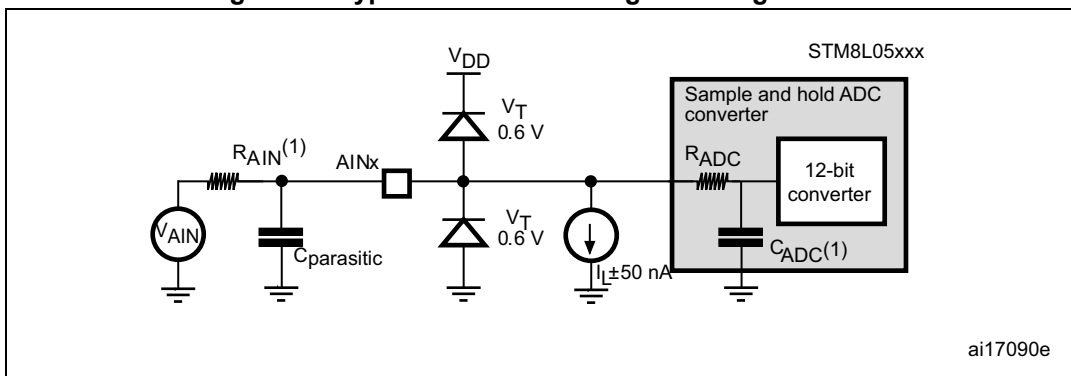 STM8L05xxx
VDD
Sample and hold ADC
converter
VT
0.6 V
RAIN(1)
AINx
RADC
12-bit
converter
VAIN
Cparasitic
VT
0.6 V
IL±50 nA
CADC(1)
ai17090e